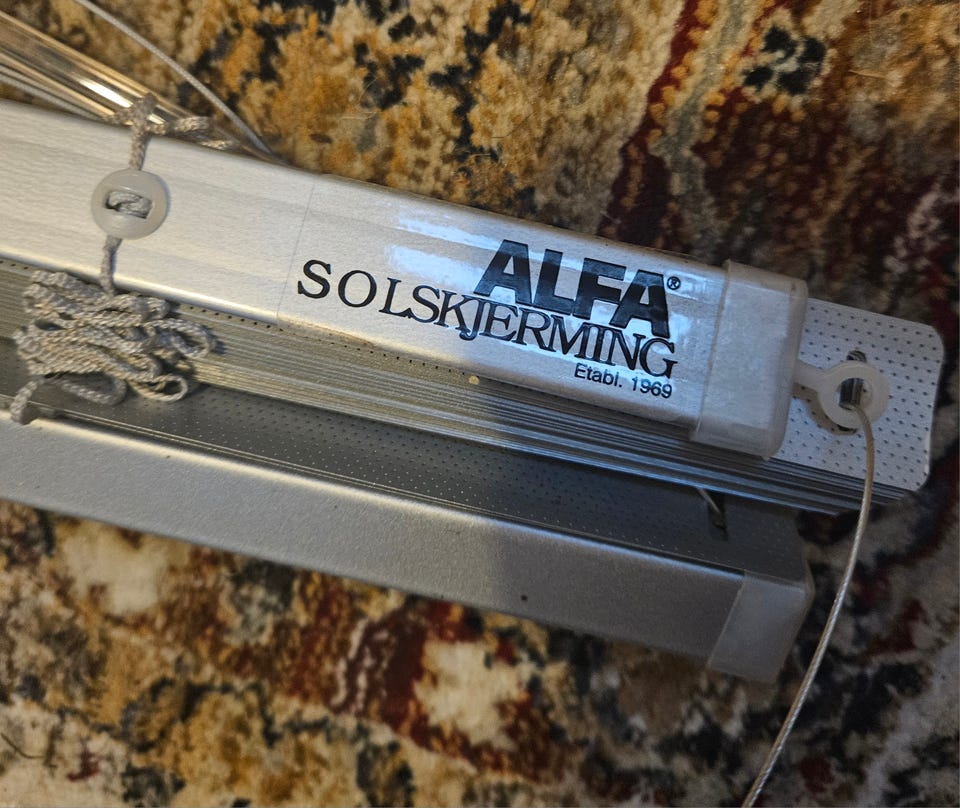 ALFA®
SOLSKJERMING
Etabl. 1969